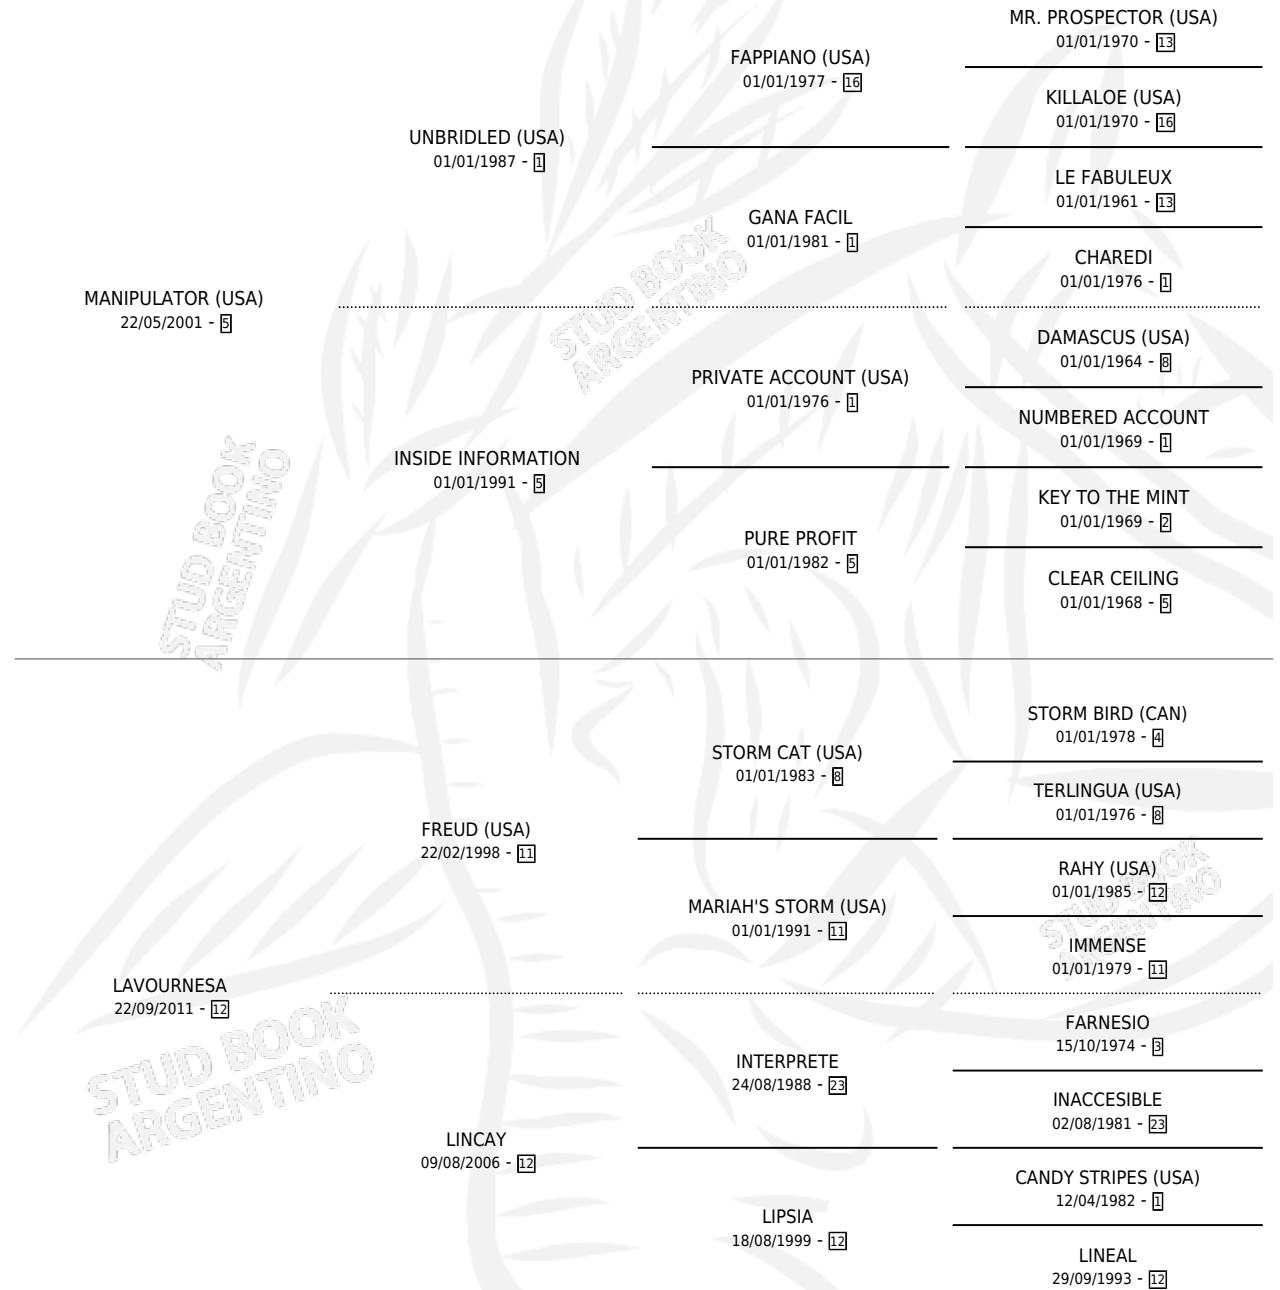 MR. PROSPECTOR (USA)
01/01/1970 - 13
FAPPIANO (USA)
01/01/1977 - 16
KILLALOE (USA)
01/01/1970 - 16
UNBRIDLED (USA)
01/01/1987 - 1
LE FABULEUX
01/01/1961 - 13
GANA FACIL
01/01/1981 - 1
CHAREDI
01/01/1976 - 1
MANIPULATOR (USA)
22/05/2001 - 5
DAMASCUS (USA)
01/01/1964 - 8
PRIVATE ACCOUNT (USA)
01/01/1976 - 1
NUMBERED ACCOUNT
01/01/1969 - 1
INSIDE INFORMATION
01/01/1991 - 5
KEY TO THE MINT
01/01/1969 - 2
PURE PROFIT
01/01/1982 - 5
CLEAR CEILING
01/01/1968 - 5
STORM BIRD (CAN)
01/01/1978 - 4
STORM CAT (USA)
01/01/1983 - 8
TERLINGUA (USA)
01/01/1976 - 8
FREUD (USA)
22/02/1998 - 11
RAHY (USA)
01/01/1985 - 12
MARIAH'S STORM (USA)
01/01/1991 - 11
IMMENSE
01/01/1979 - 11
LAVOURNESA
22/09/2011 - 12
FARNESIO
15/10/1974 - 3
INTERPRETE
24/08/1988 - 23
INACCESIBLE
02/08/1981 - 23
LINCAY
09/08/2006 - 12
CANDY STRIPES (USA)
12/04/1982 - 1
LIPSIA
18/08/1999 - 12
LINEAL
29/09/1993 - 12
STUD BOOK
ARGENTINO
STUD BOOK
ARGENTINO
STUD BOOK
ARGENTINO
STUD BOOK
ARGENTINO